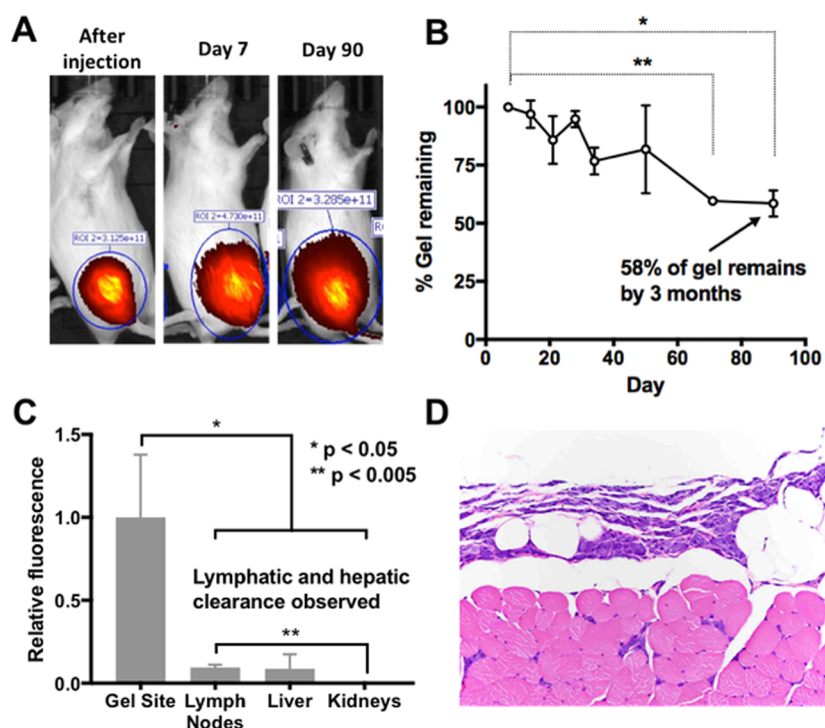 A
After
injection
Day 7
Day 90
ROI 2=3.125e+11
ROI 2=4.730e+11
ROI 2=3.285e+11
B
*
**
% Gel remaining
100
75
50
25
0
58% of gel remains
by 3 months
0 20 40 60 80 100
Day
C
Relative fluorescence
1.5
1.0
0.5
0.0
*
* p < 0.05
** p < 0.005
Lymphatic and hepatic
clearance observed
**
Gel Site Lymph Liver Kidneys
Nodes
D